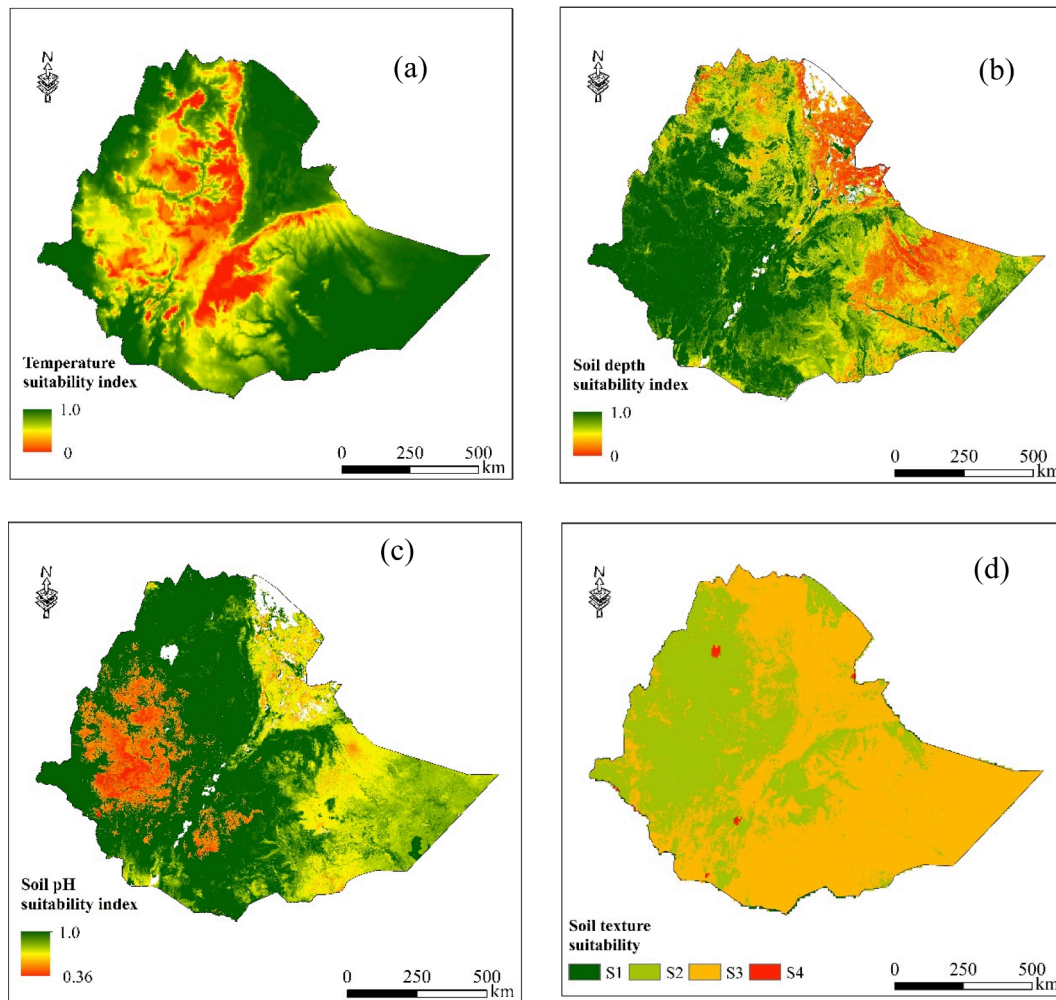 N
(a)
Temperature
suitability index
1.0
0
0 250 500
km
N
(b)
Soil depth
suitability index
1.0
0
0 250 500
km
N
(c)
Soil pH
suitability index
1.0
0.36
0 250 500
km
N
(d)
Soil texture
suitability
S1 S2 S3 S4
0 250 500
km